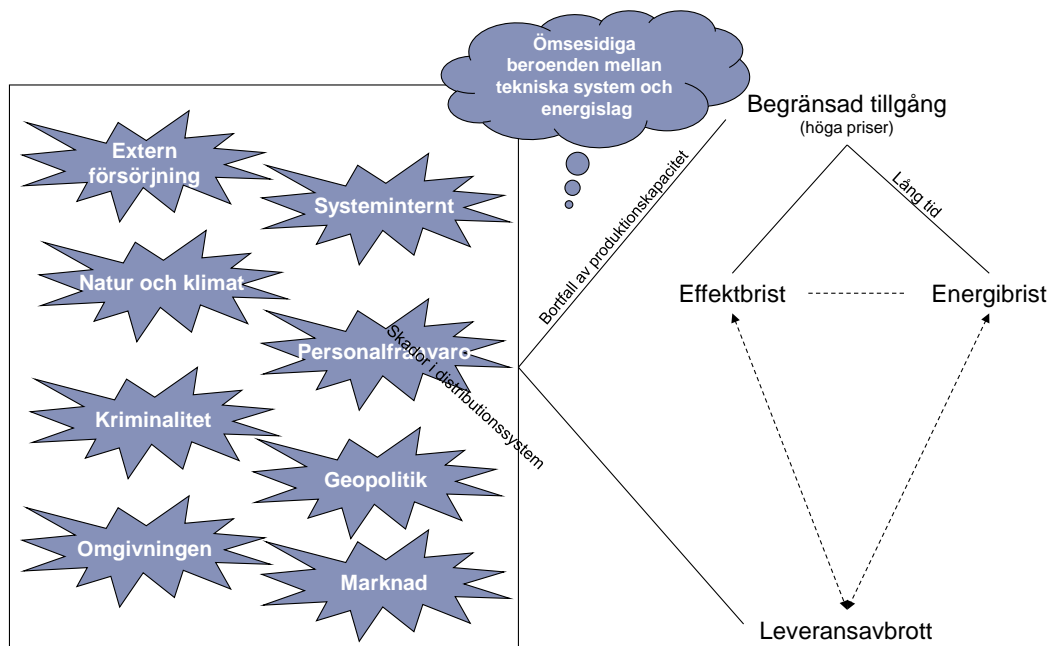 Ömsesidiga
beroenden mellan
tekniska system och
energislag
Extern
försörjning
Systeminternt
Natur och klimat
Personalfrånvaro
Kriminalitet
Geopolitik
Omgivningen
Marknad
Skador i distributionssystem
Bortfall av produktionskapacitet
Begränsad tillgång
(höga priser)
Lång tid
Effektbrist
Energibrist
Leveransavbrott